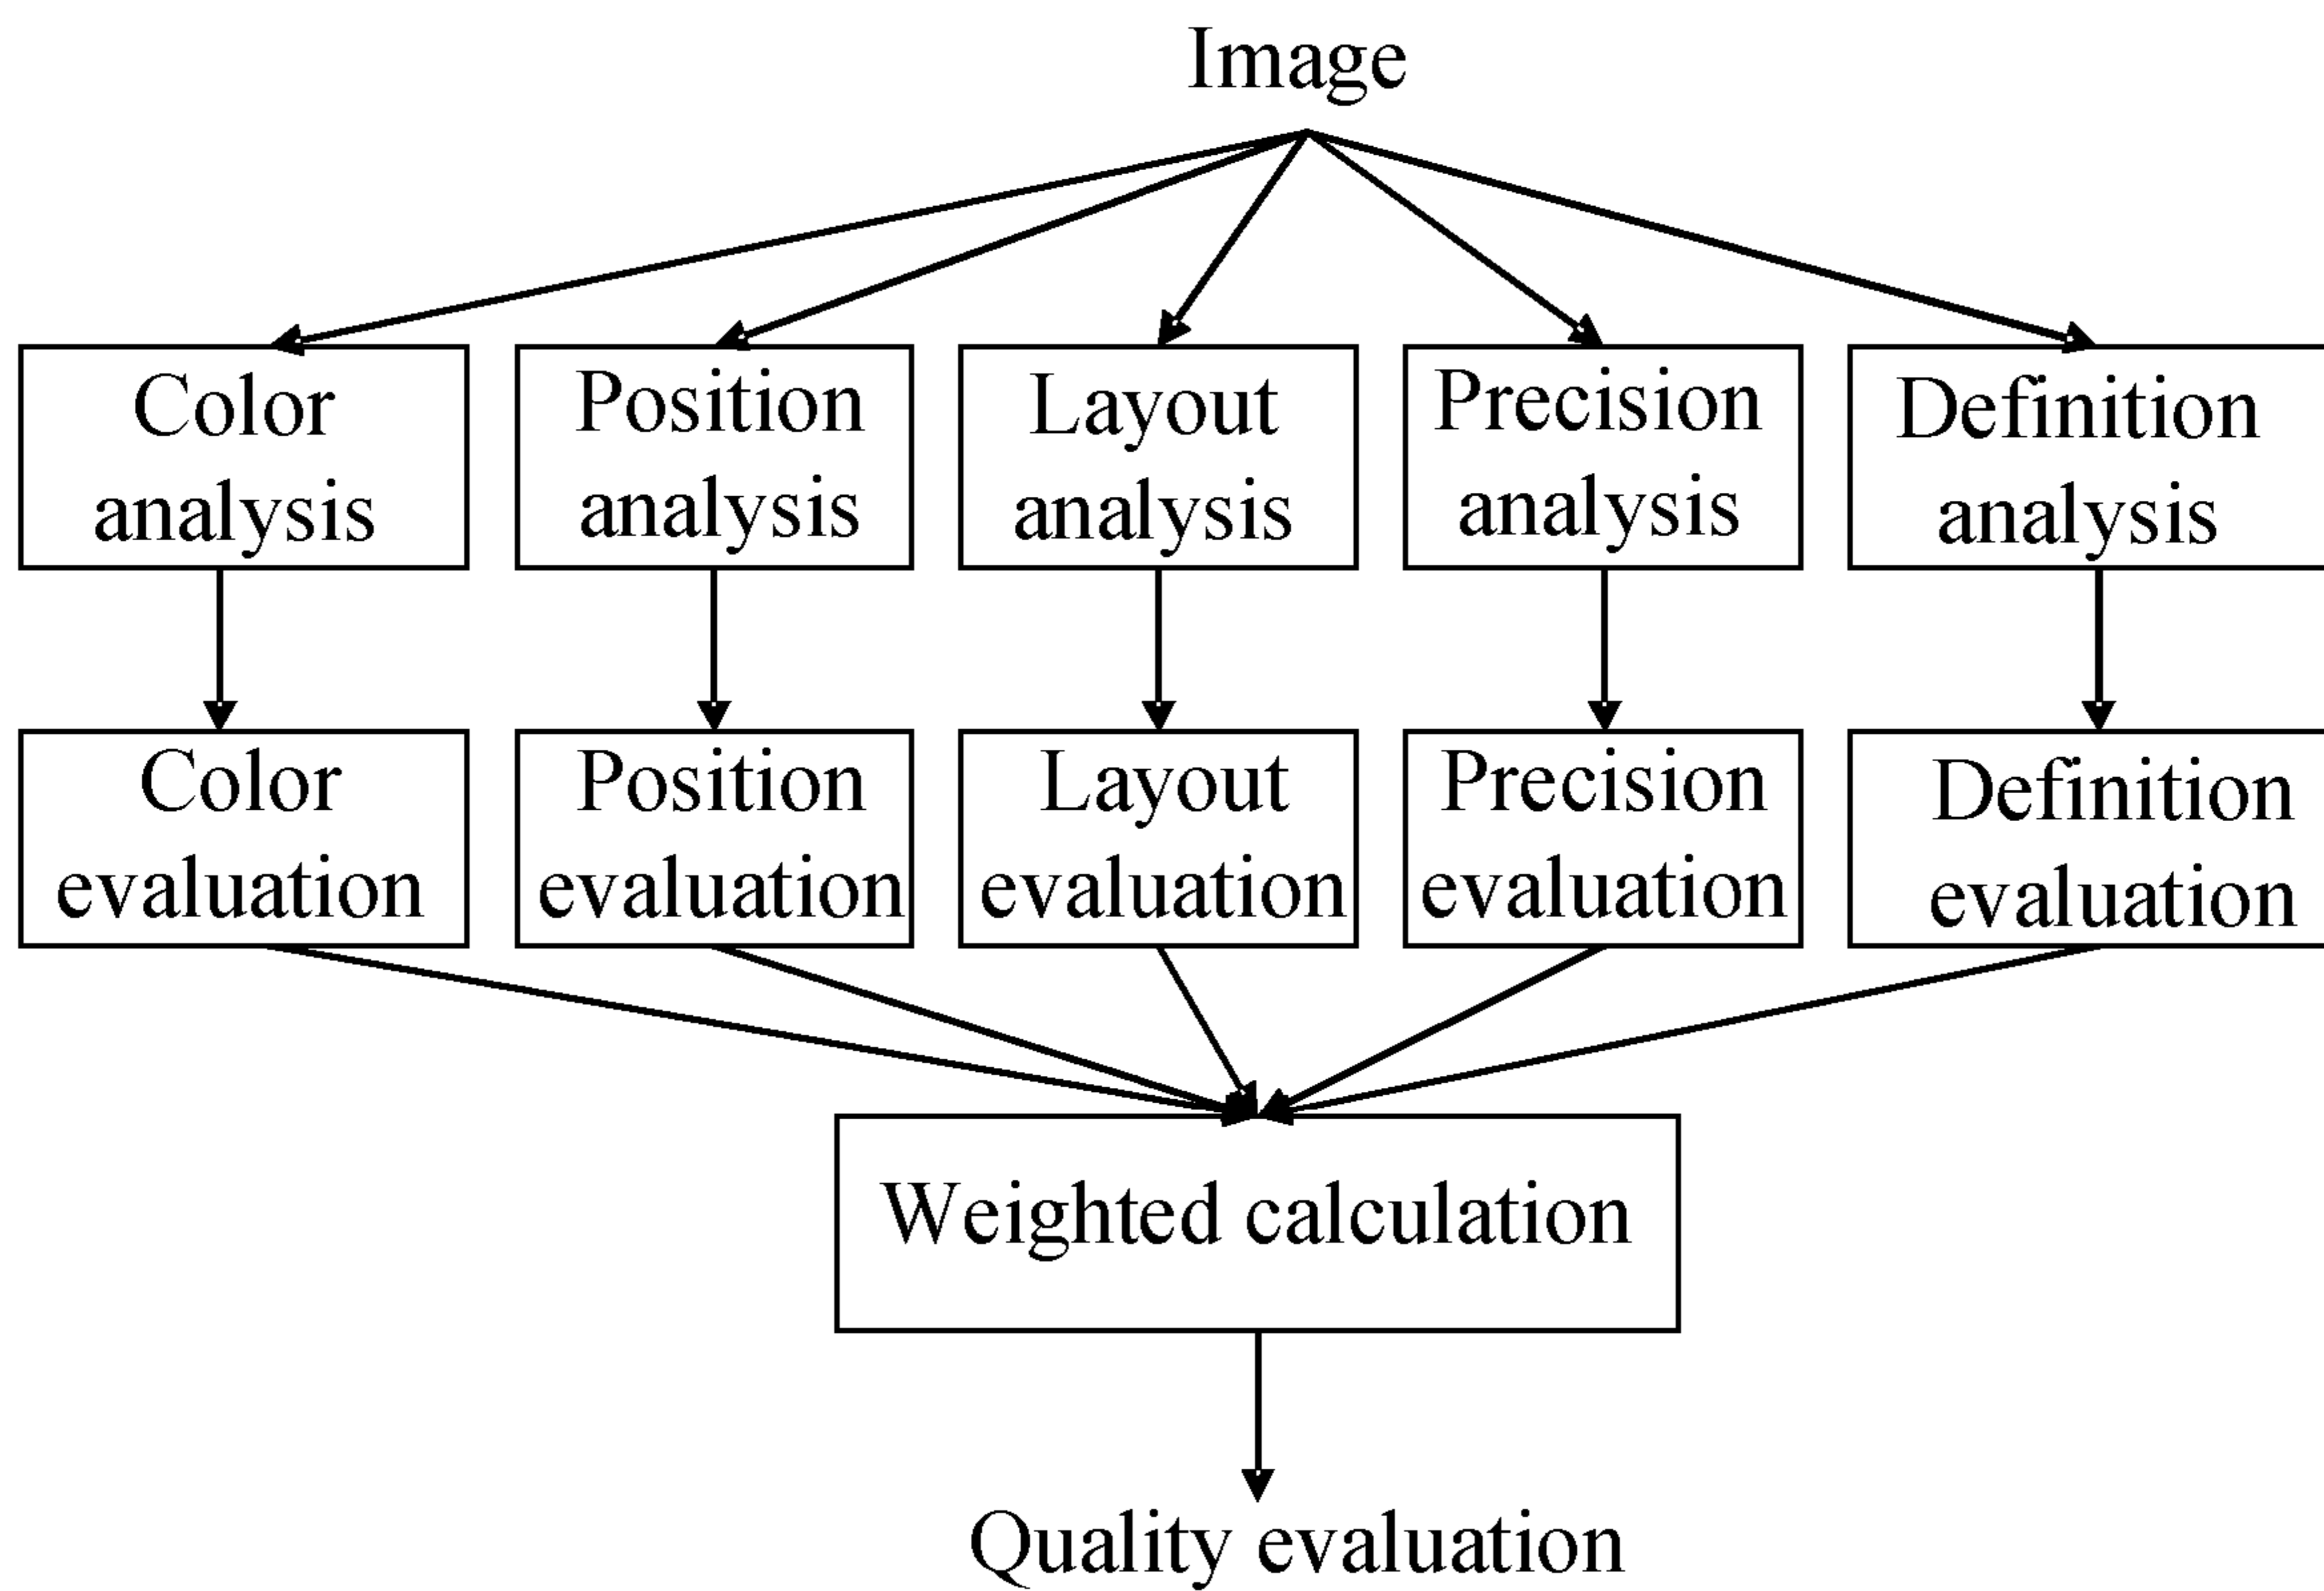 Image
Color
analysis
Position
analysis
Layout
analysis
Precision
analysis
Definition
analysis
Color
evaluation
Position
evaluation
Layout
evaluation
Precision
evaluation
Definition
evaluation
Weighted calculation
Quality evaluation